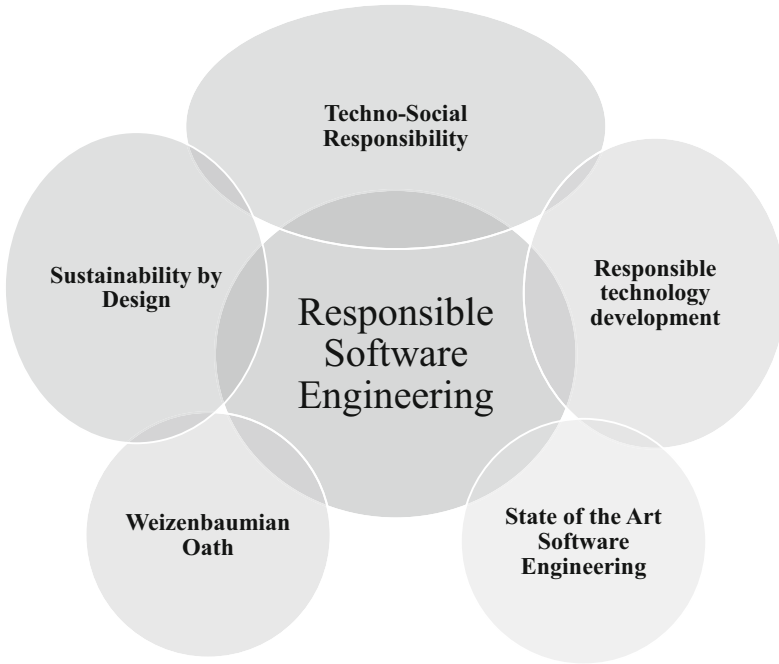 Techno-Social
Responsibility
Sustainability by
Design
Responsible
technology
development
Responsible
Software
Engineering
Weizenbaumian
Oath
State of the Art
Software
Engineering